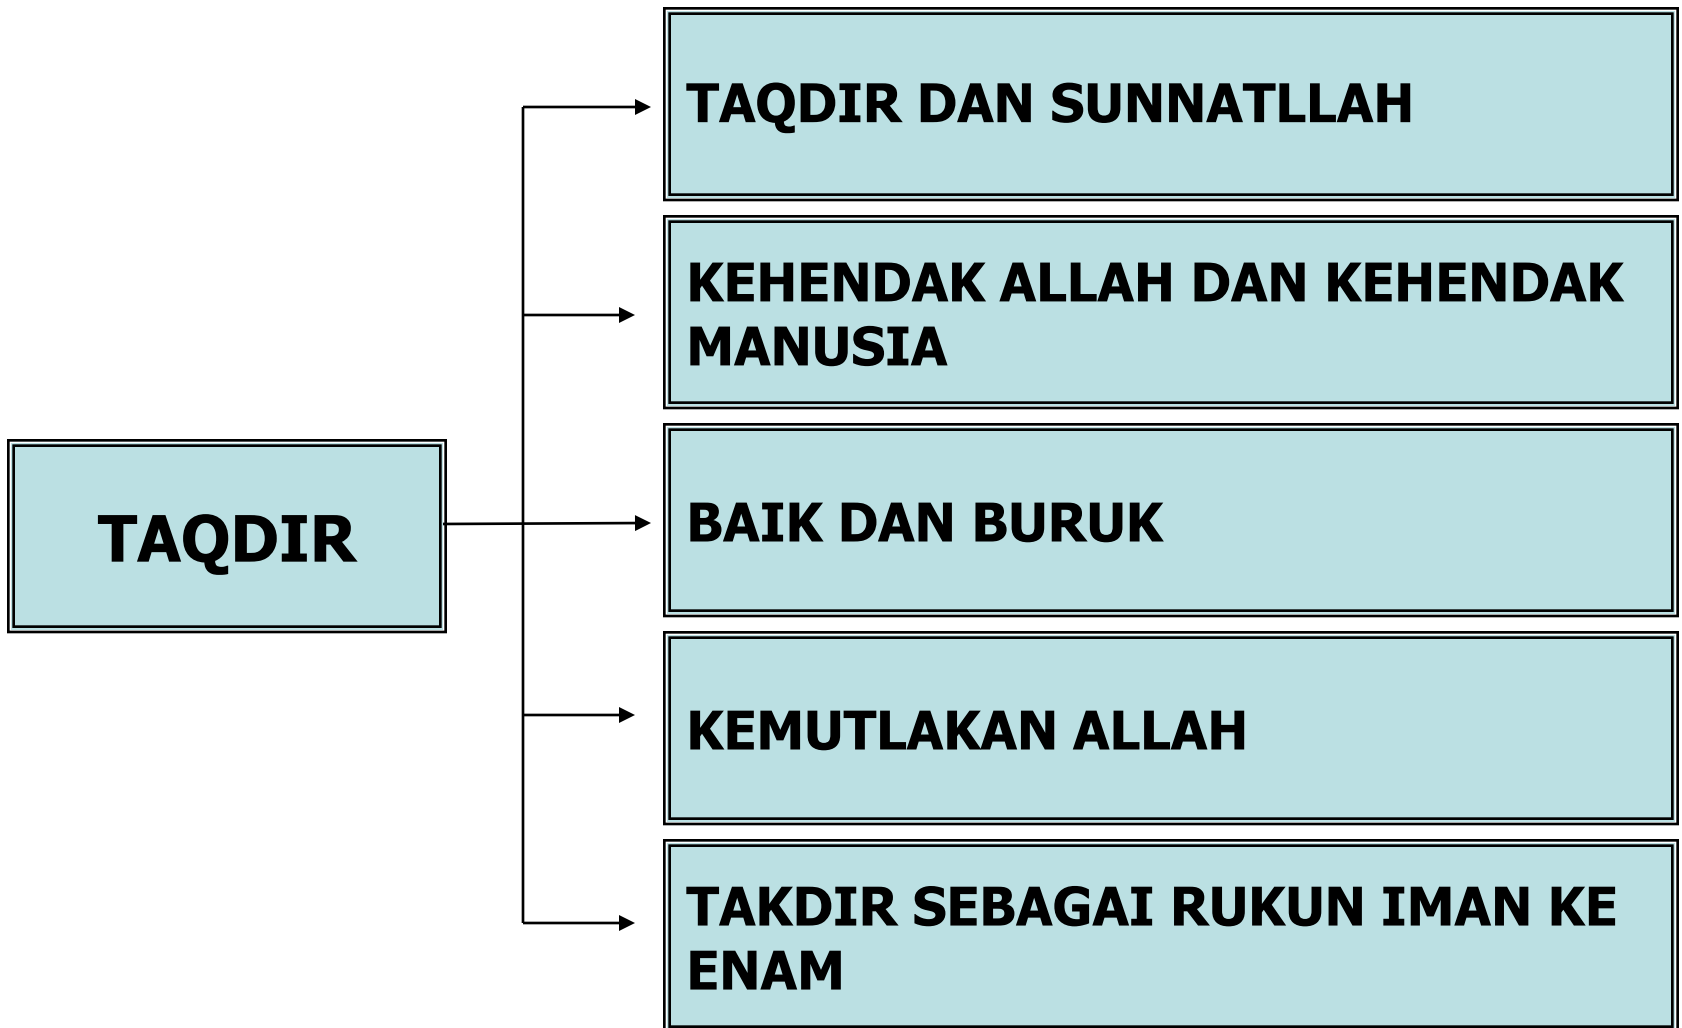 TAQDIR
TAQDIR DAN SUNNATLLAH
KEHENDAK ALLAH DAN KEHENDAK
MANUSIA
BAIK DAN BURUK
KEMUTLAKAN ALLAH
TAKDIR SEBAGAI RUKUN IMAN KE
ENAM